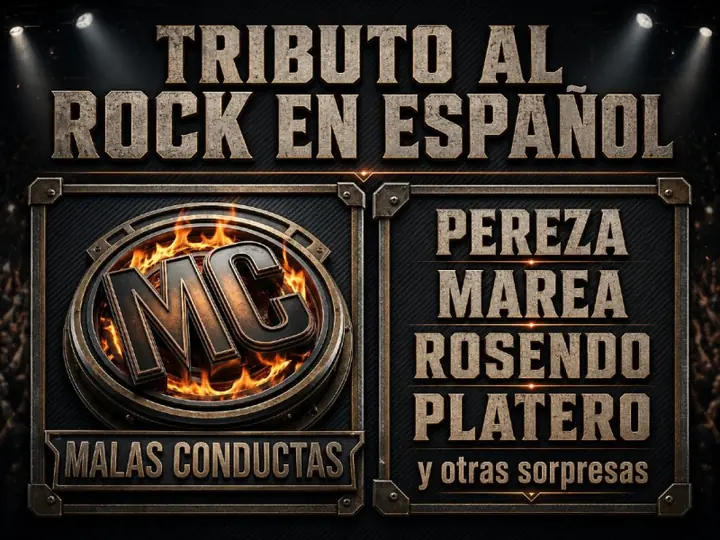 TRIBUTO AL
ROCK EN ESPAÑOL
MC
MALAS CONDUCTAS
PEREZA
MAREA
ROSENDO
PLATERO
y otras sorpresas